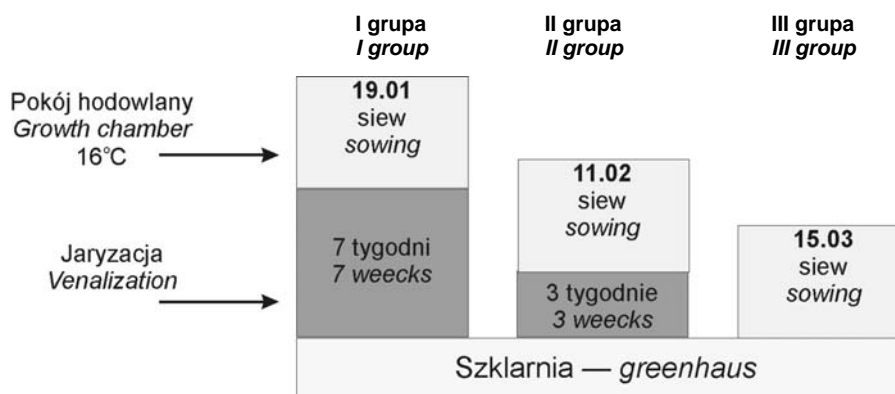 I grupa
I group
II grupa
II group
III grupa
III group
Pokój hodowlany
Growth chamber
16°C
Jaryzacja
Venalization
19.01
siew
sowing
7 tygodni
7 weecks
11.02
siew
sowing
3 tygodnie
3 weecks
15.03
siew
sowing
Szklarnia — greenhaus